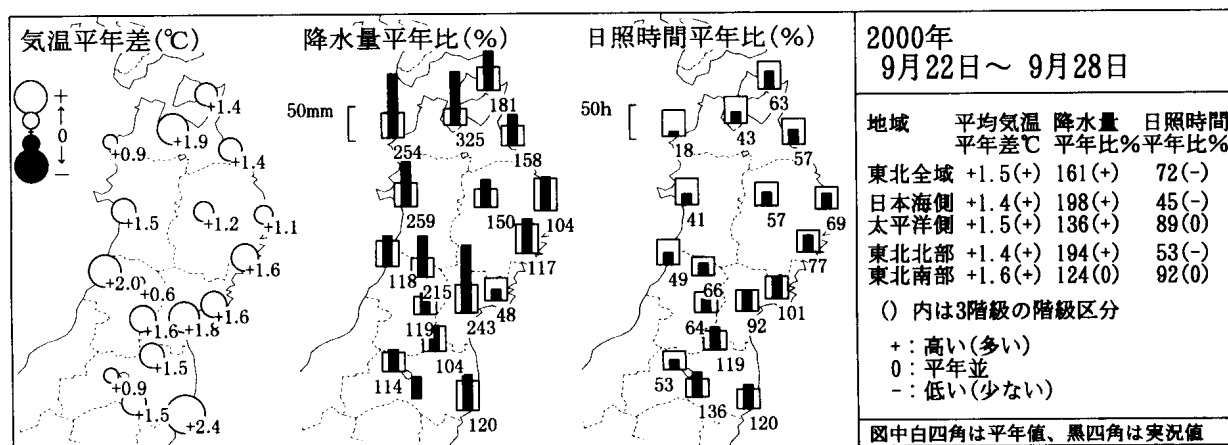 気温平年差(℃)
+
↑
0
↓
−
+1.4
+1.9
+0.9
+1.4
+1.5
+1.2
+1.1
+1.6
+2.0
+0.6
+1.6
+1.6
+1.8
+1.5
+0.9
+1.5
+2.4
降水量平年比(%)
50mm
181
325
254
158
259
150
104
117
118
215
48
119
243
104
114
120
日照時間平年比(%)
50h
63
43
18
57
41
57
69
77
49
66
101
64
92
119
53
136
120
2000年
9月22日～ 9月28日
地域 平均気温 降水量 日照時間
平年差℃ 平年比% 平年比%
東北全域 +1.5(+) 161(+) 72(-)
日本海側 +1.4(+) 198(+) 45(-)
太平洋側 +1.5(+) 136(+) 89(0)
東北北部 +1.4(+) 194(+) 53(-)
東北南部 +1.6(+) 124(0) 92(0)
() 内は3階級の階級区分
+：高い(多い)
0：平年並
-：低い(少ない)
図中白四角は平年値、黒四角は実況値